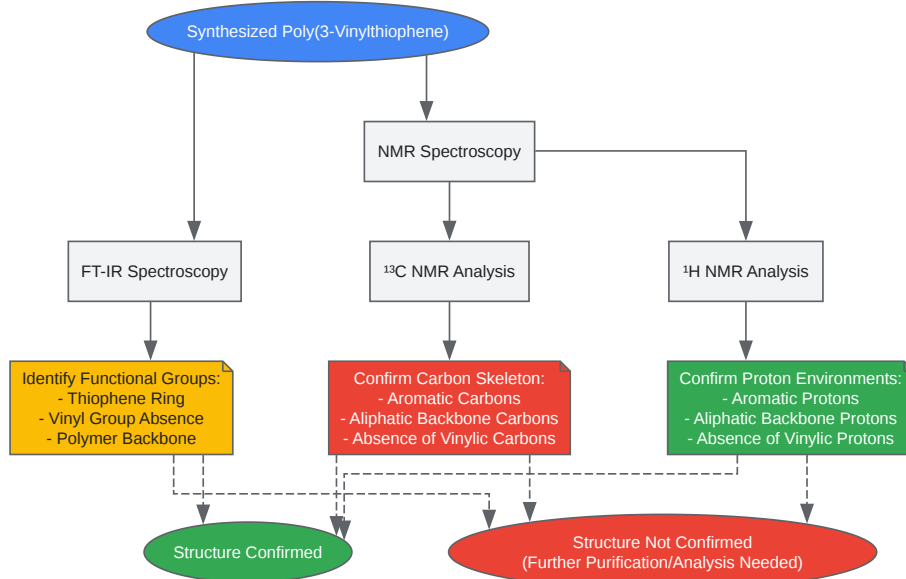 Synthesized Poly(3-Vinylthiophene)
NMR Spectroscopy
FT-IR Spectroscopy
¹³C NMR Analysis
¹H NMR Analysis
Identify Functional Groups:
- Thiophene Ring
- Vinyl Group Absence
- Polymer Backbone
Confirm Carbon Skeleton:
- Aromatic Carbons
- Aliphatic Backbone Carbons
- Absence of Vinylic Carbons
Confirm Proton Environments:
- Aromatic Protons
- Aliphatic Backbone Protons
- Absence of Vinylic Protons
Structure Confirmed
Structure Not Confirmed
(Further Purification/Analysis Needed)